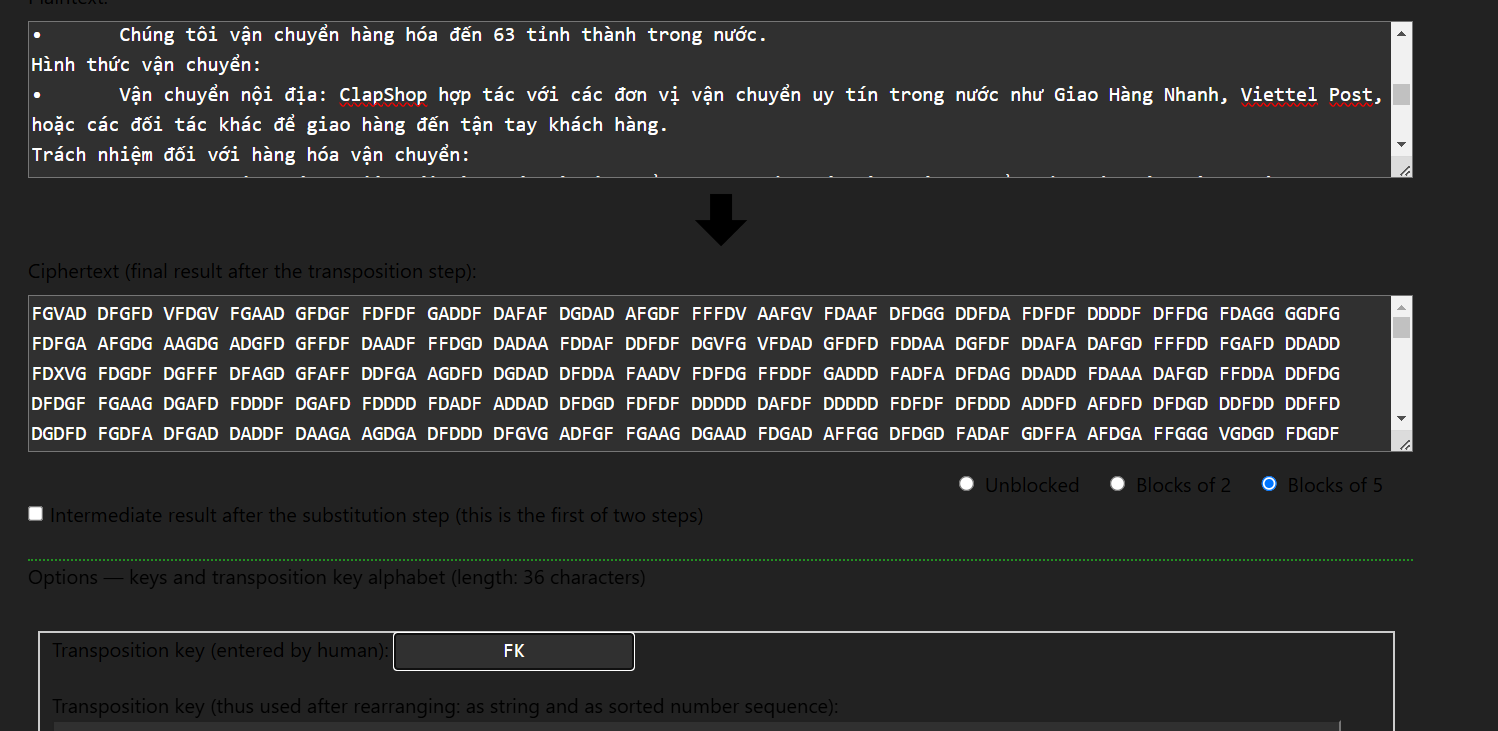 Plaintext:
• Chúng tôi vận chuyển hàng hóa đến 63 tỉnh thành trong nước.
Hình thức vận chuyển:
• Vận chuyển nội địa: ClapShop hợp tác với các đơn vị vận chuyển uy tín trong nước như Giao Hàng Nhanh, Viettel Post,
hoặc các đối tác khác để giao hàng đến tận tay khách hàng.
Trách nhiệm đối với hàng hóa vận chuyển:
Ciphertext (final result after the transposition step):
FGVAD DFGFD VFDGV FGAAD GFDGF FDFDF GADDF DAFAF DGDAD AFGDF FFFDV AAFGV FDAAF DFDGG DDFDA FDFDF DDDDF DFFDG FDAGG GGDFG
FDFGA AFGDG AAGDG ADGFD GFFDF DAADF FFDGD DADAA FDDAF DDFDF DGVFG VFDAD GFDFD FDDAA DGFDF DDAFA DAFGD FFFDD FGAFD DDADD
FDXVG FDGDF DGFFF DFAGD GFAFF DDFGA AGDFD DGDAD DFDDA FAADV FDFDG FFDDF GADDD FADFA DFDAG DDADD FDAAA DAFGD FFDDA DDFDG
DFDGF FGAAG DGAFD FDDDF DGAFD FDDDD FDADF ADDAD DFDGD FDFDF DDDDD DAFDF DDDDD FDFDF DFDDD ADDFD AFDFD DFDGD DDFDD DDFFD
DGDFD FGDFA DFGAD DADDF DAAGA AGDGA DFDDD DFGVG ADFGF FGAAG DGAAD FDGAD AFFGG DFDGD FADAF GDFFA AFDGA FFGGG VGDGD FDGDF
Unblocked Blocks of 2 Blocks of 5
Intermediate result after the substitution step (this is the first of two steps)
Options — keys and transposition key alphabet (length: 36 characters)
Transposition key (entered by human): FK
Transposition key (thus used after rearranging: as string and as sorted number sequence):